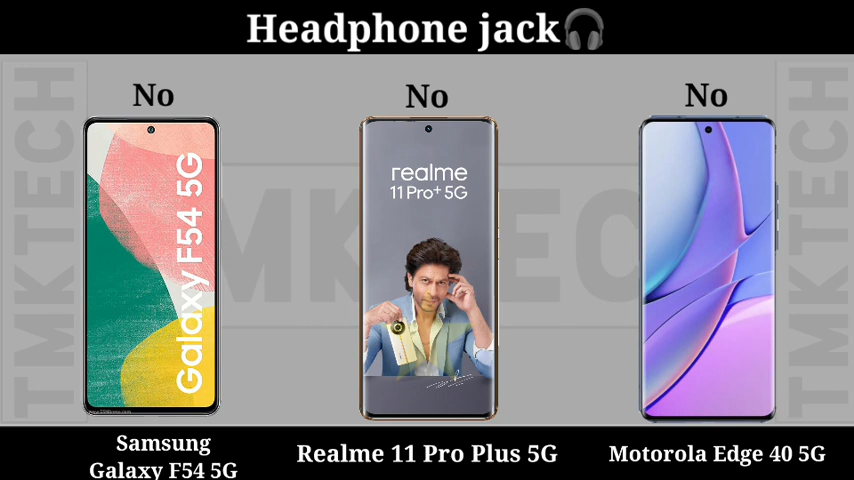 Headphone jack🎧
No
No
No
Galaxy F54 5G
realme
11 Pro+ 5G
TMKTECH
TMKTECH
TMKTECH
Samsung
Galaxy F54 5G
Realme 11 Pro Plus 5G
Motorola Edge 40 5G